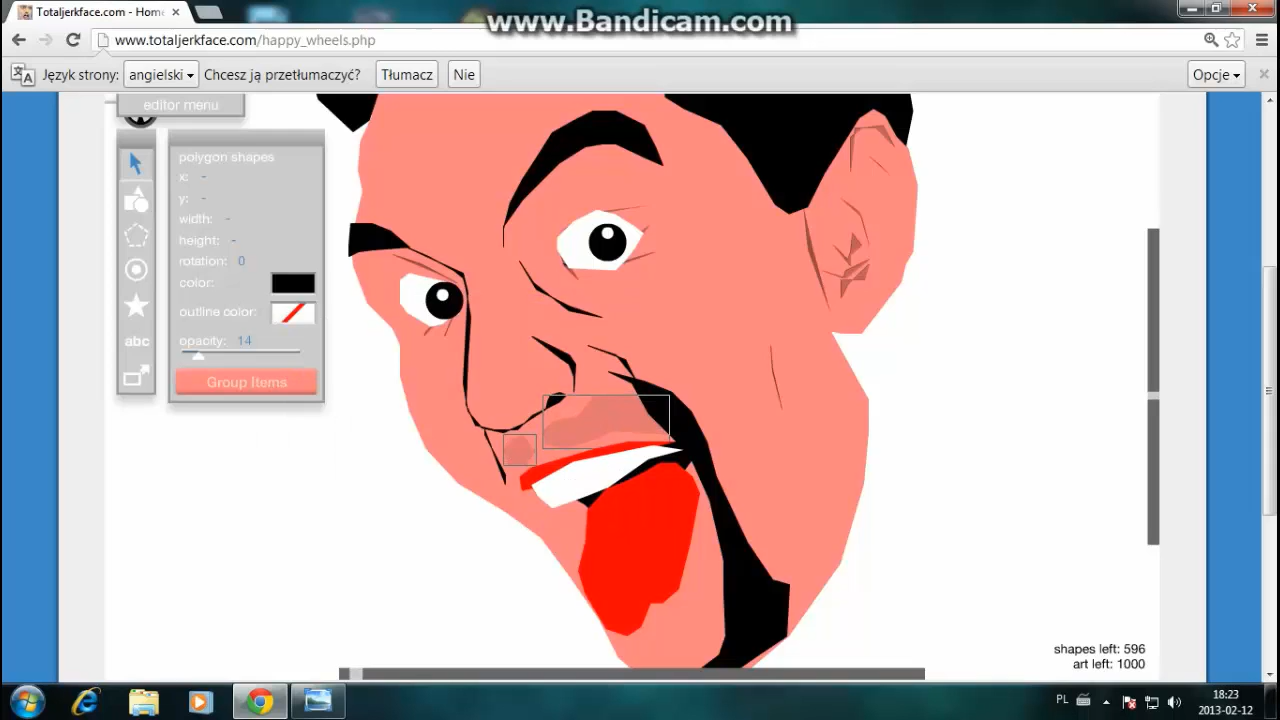 Totaljerkface.com - Home
www.Bandicam.com
www.totaljerkface.com/happy_wheels.php
Język strony: angielski Chcesz ją przetłumaczyć? Tłumacz Nie Opcje
editor menu
polygon shapes
x: -
y: -
width: -
height: -
rotation: 0
color:
outline color:
opacity: 14
abc
Group Items
shapes left: 596
art left: 1000
PL
18:23
2013-02-12